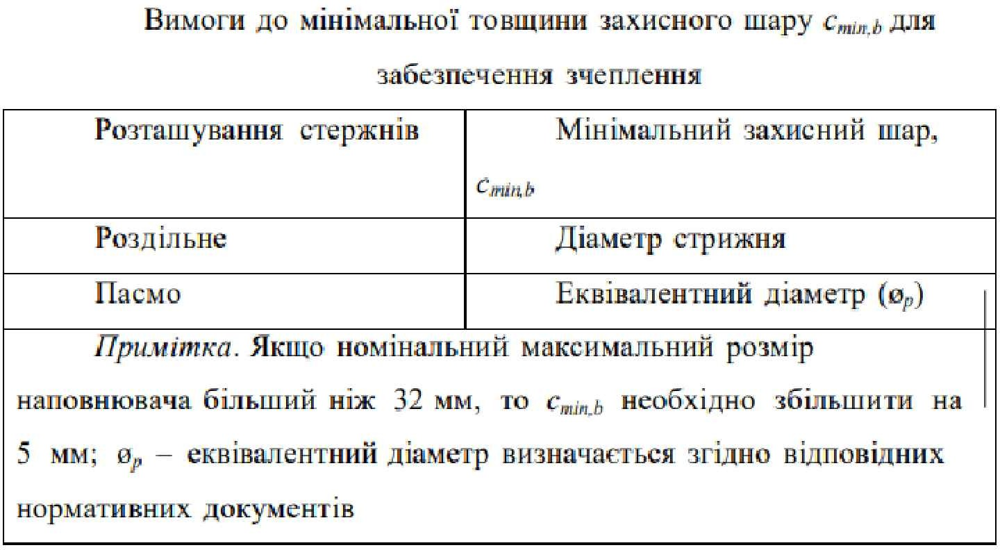 Вимоги до мінімальної товщини захисного шару cmin,b для
забезпечення зчеплення
Розташування стержнів
Мінімальний захисний шар,
cmin,b
Роздільне
Діаметр стрижня
Пасмо
Еквівалентний діаметр (øp)
Примітка. Якщо номінальний максимальний розмір
наповнювача більший ніж 32 мм, то cmin,b необхідно збільшити на
5 мм; øp – еквівалентний діаметр визначається згідно відповідних
нормативних документів